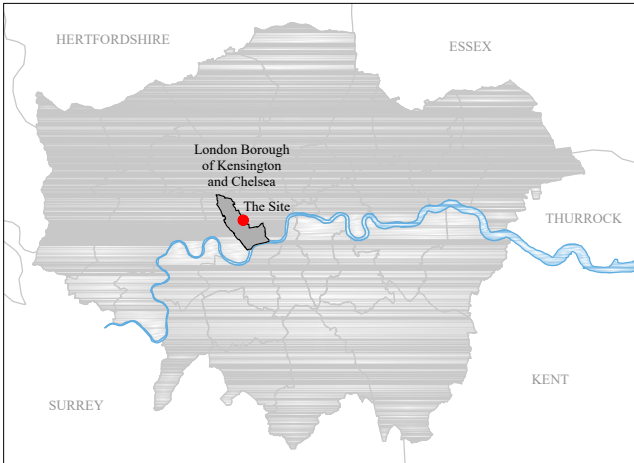 HERTFORDSHIRE
ESSEX
London Borough
of Kensington
and Chelsea
The Site
THURROCK
KENT
SURREY